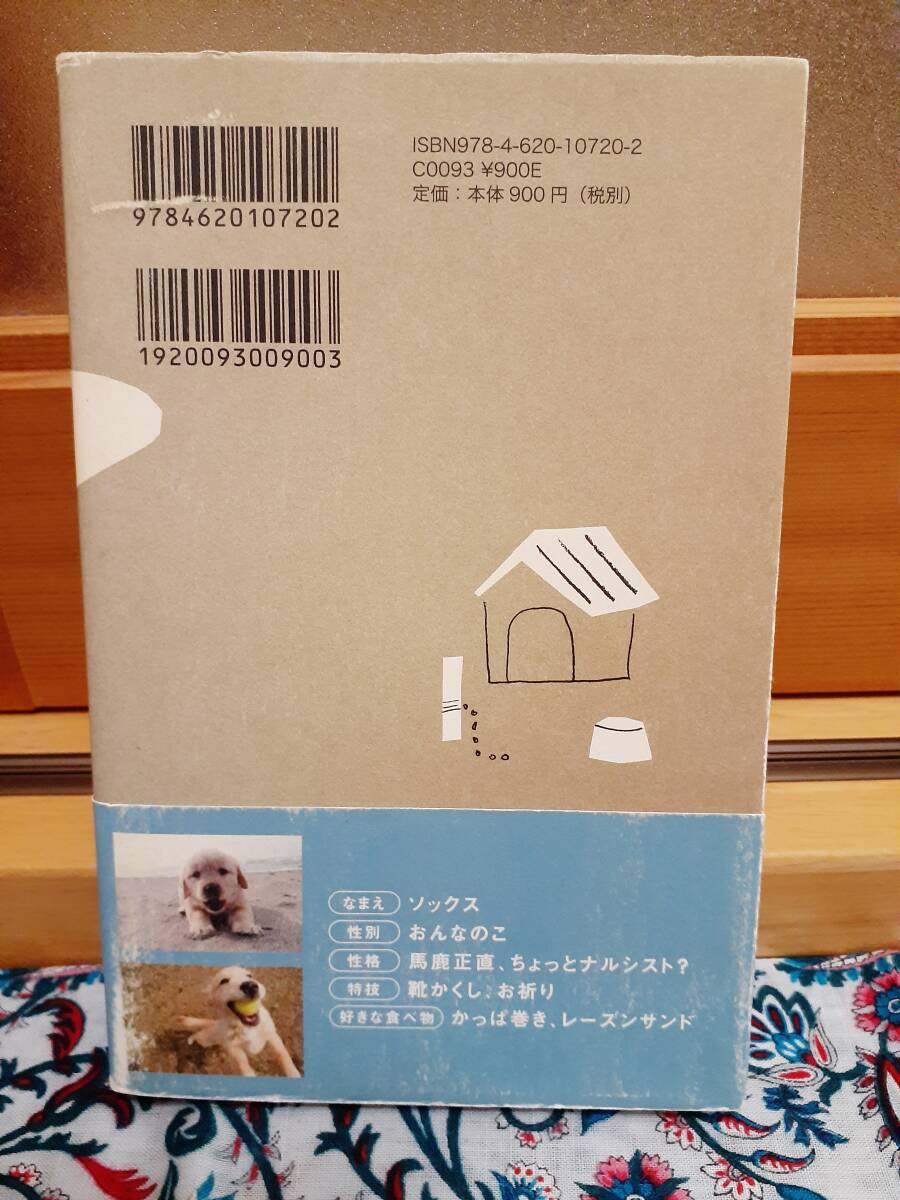 9784620107202
ISBN978-4-620-10720-2
C0093 ¥900E
定価：本体900円（税別）
1920093009003
なまえ ソックス
性別 おんなのこ
性格 馬鹿正直、ちょっとナルシスト?
特技 靴かくし、お祈り
好きな食べ物 かっぱ巻き、レーズンサンド